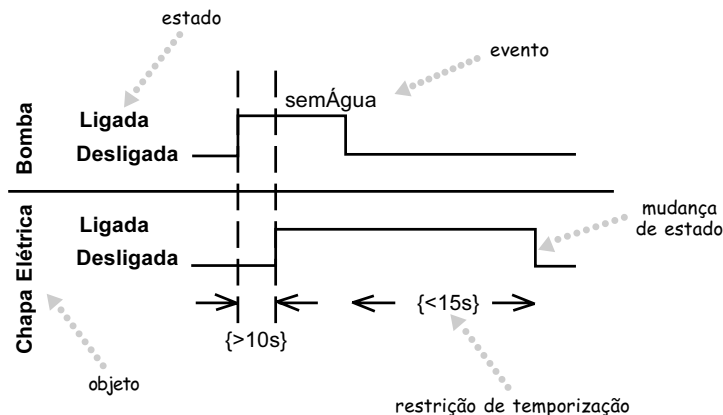 estado
evento
semÁgua
Bomba
Ligada
Desligada
Chapa Elétrica
Ligada
Desligada
mudança
de estado
{>10s}
{<15s}
objeto
restrição de temporização